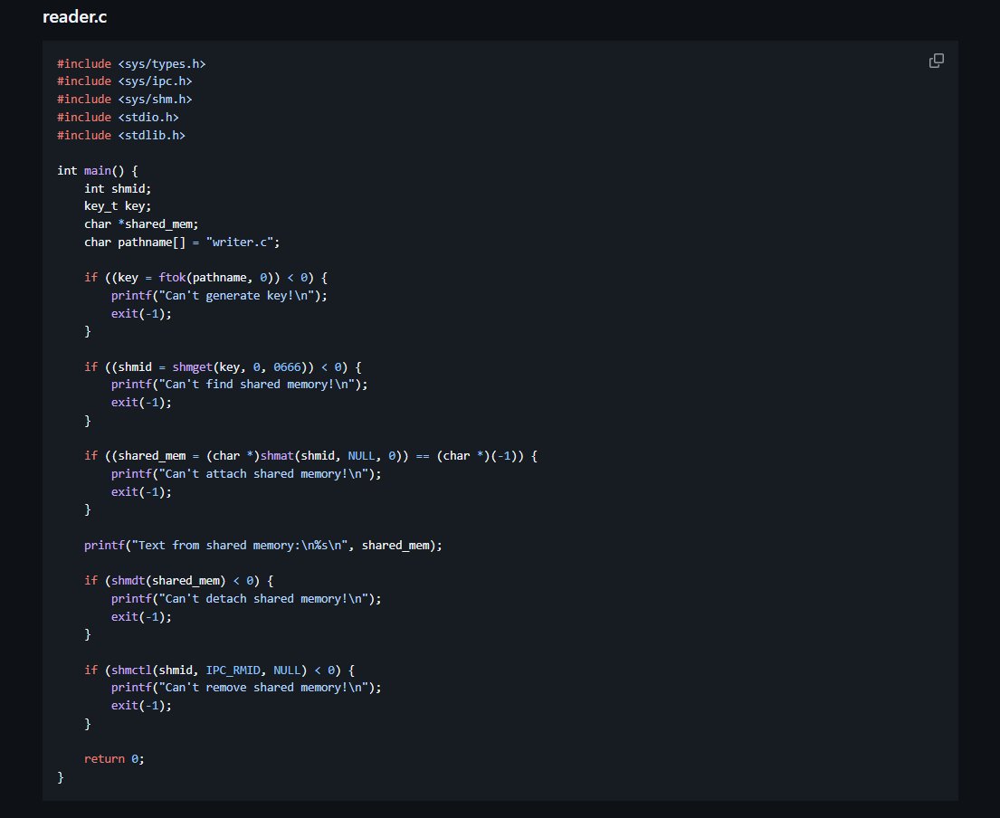 reader.c
#include <sys/types.h>
#include <sys/ipc.h>
#include <sys/shm.h>
#include <stdio.h>
#include <stdlib.h>

int main() {
    int shmid;
    key_t key;
    char *shared_mem;
    char pathname[] = "writer.c";

    if ((key = ftok(pathname, 0)) < 0) {
        printf("Can't generate key!\n");
        exit(-1);
    }

    if ((shmid = shmget(key, 0, 0666)) < 0) {
        printf("Can't find shared memory!\n");
        exit(-1);
    }

    if ((shared_mem = (char *)shmat(shmid, NULL, 0)) == (char *)(-1)) {
        printf("Can't attach shared memory!\n");
        exit(-1);
    }

    printf("Text from shared memory:\n%s\n", shared_mem);

    if (shmdt(shared_mem) < 0) {
        printf("Can't detach shared memory!\n");
        exit(-1);
    }

    if (shmctl(shmid, IPC_RMID, NULL) < 0) {
        printf("Can't remove shared memory!\n");
        exit(-1);
    }

    return 0;
}